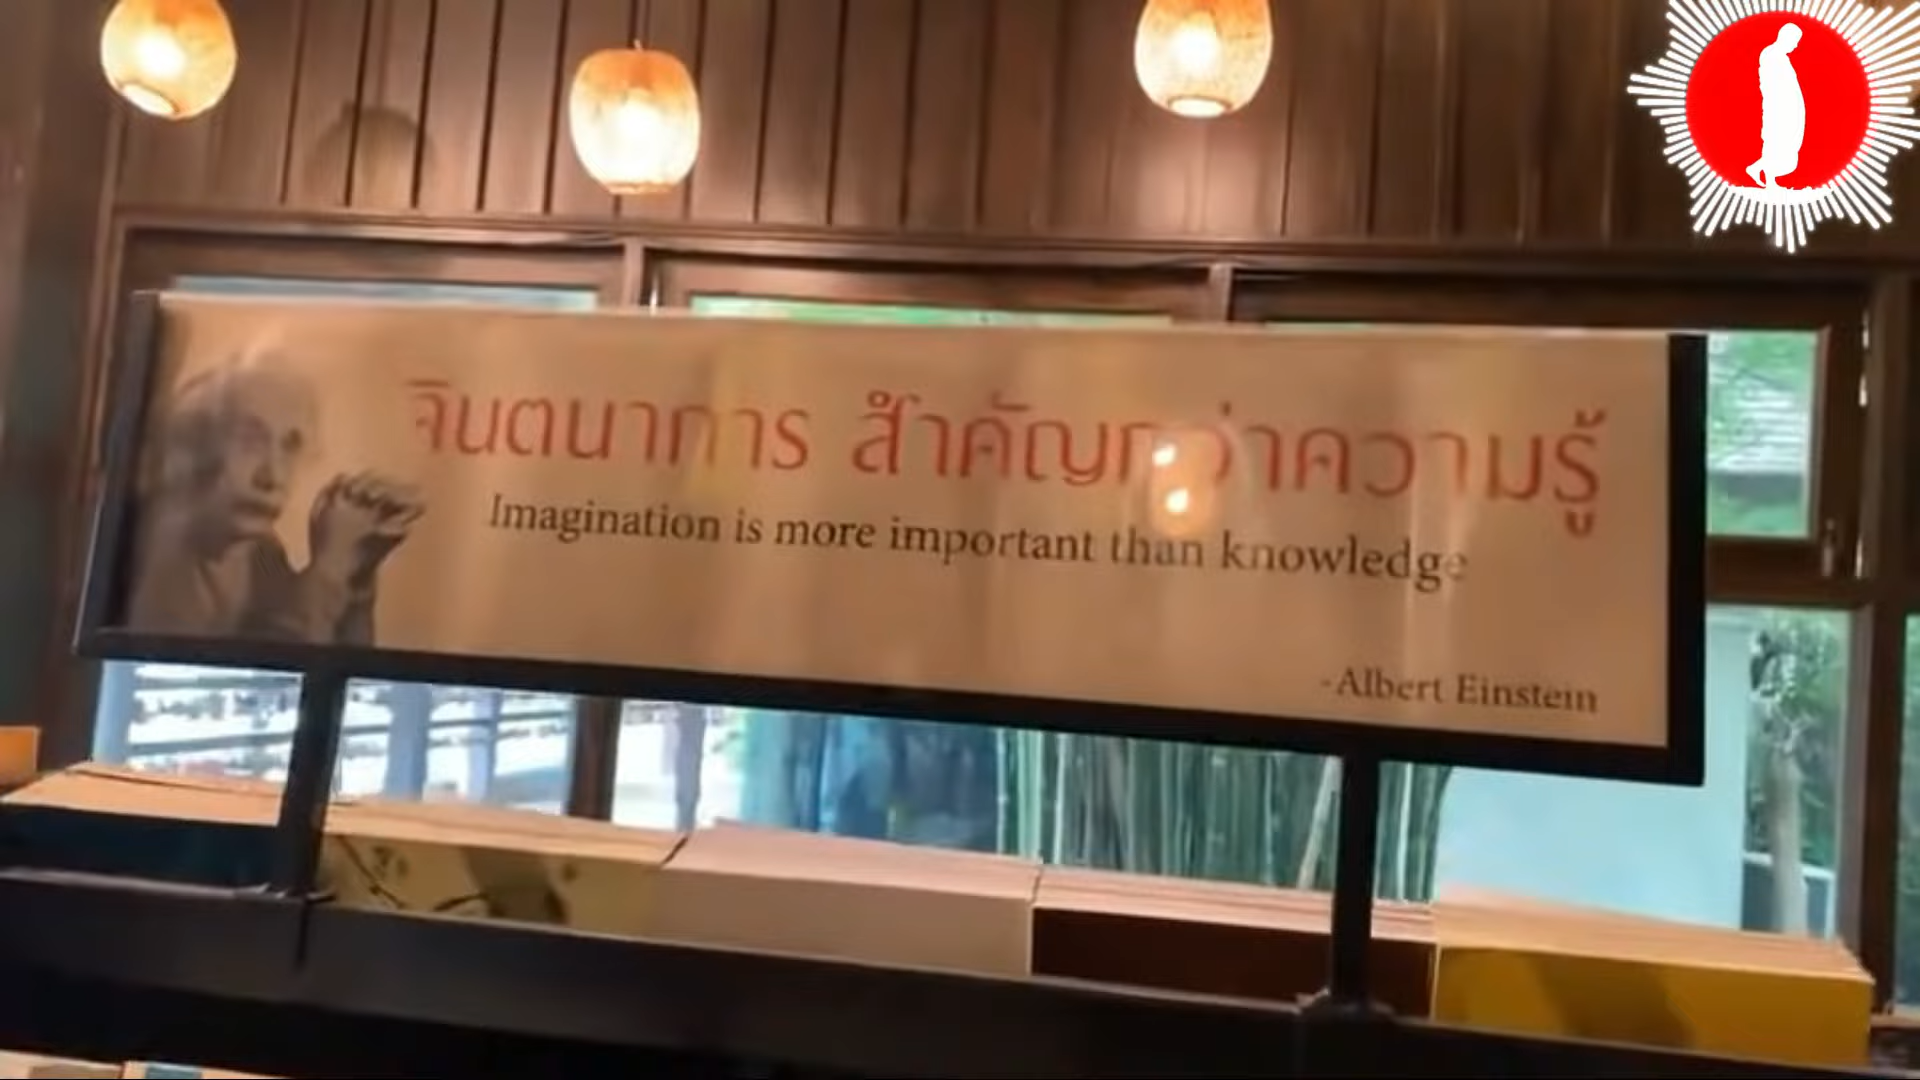 จินตนาการ สำคัญกว่าความรู้
Imagination is more important than knowledge
-Albert Einstein